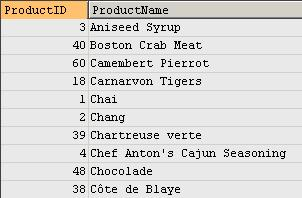 ProductID ProductName
3 Aniseed Syrup
40 Boston Crab Meat
60 Camembert Pierrot
18 Carnarvon Tigers
1 Chai
2 Chang
39 Chartreuse verte
4 Chef Anton's Cajun Seasoning
48 Chocolade
38 Côte de Blaye